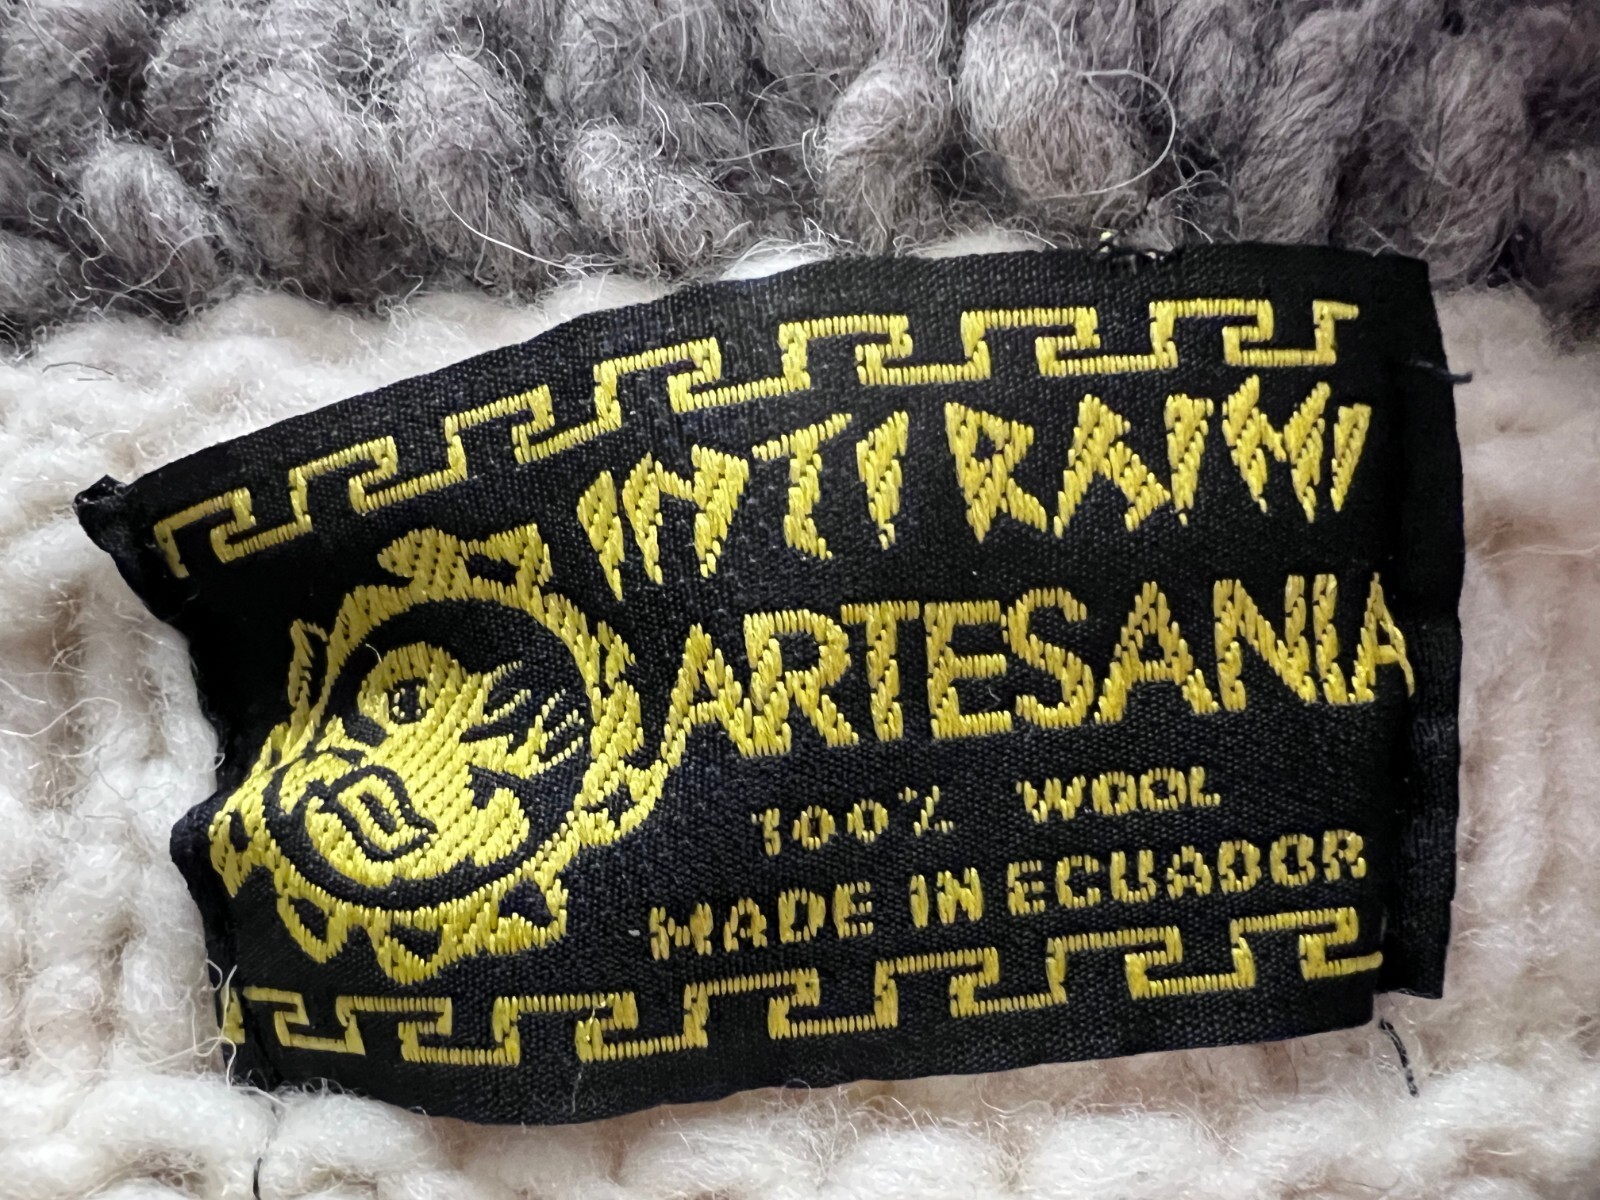 INTI RAIMI
ARTESANIA
100% WOOL
MADE IN ECUADOR